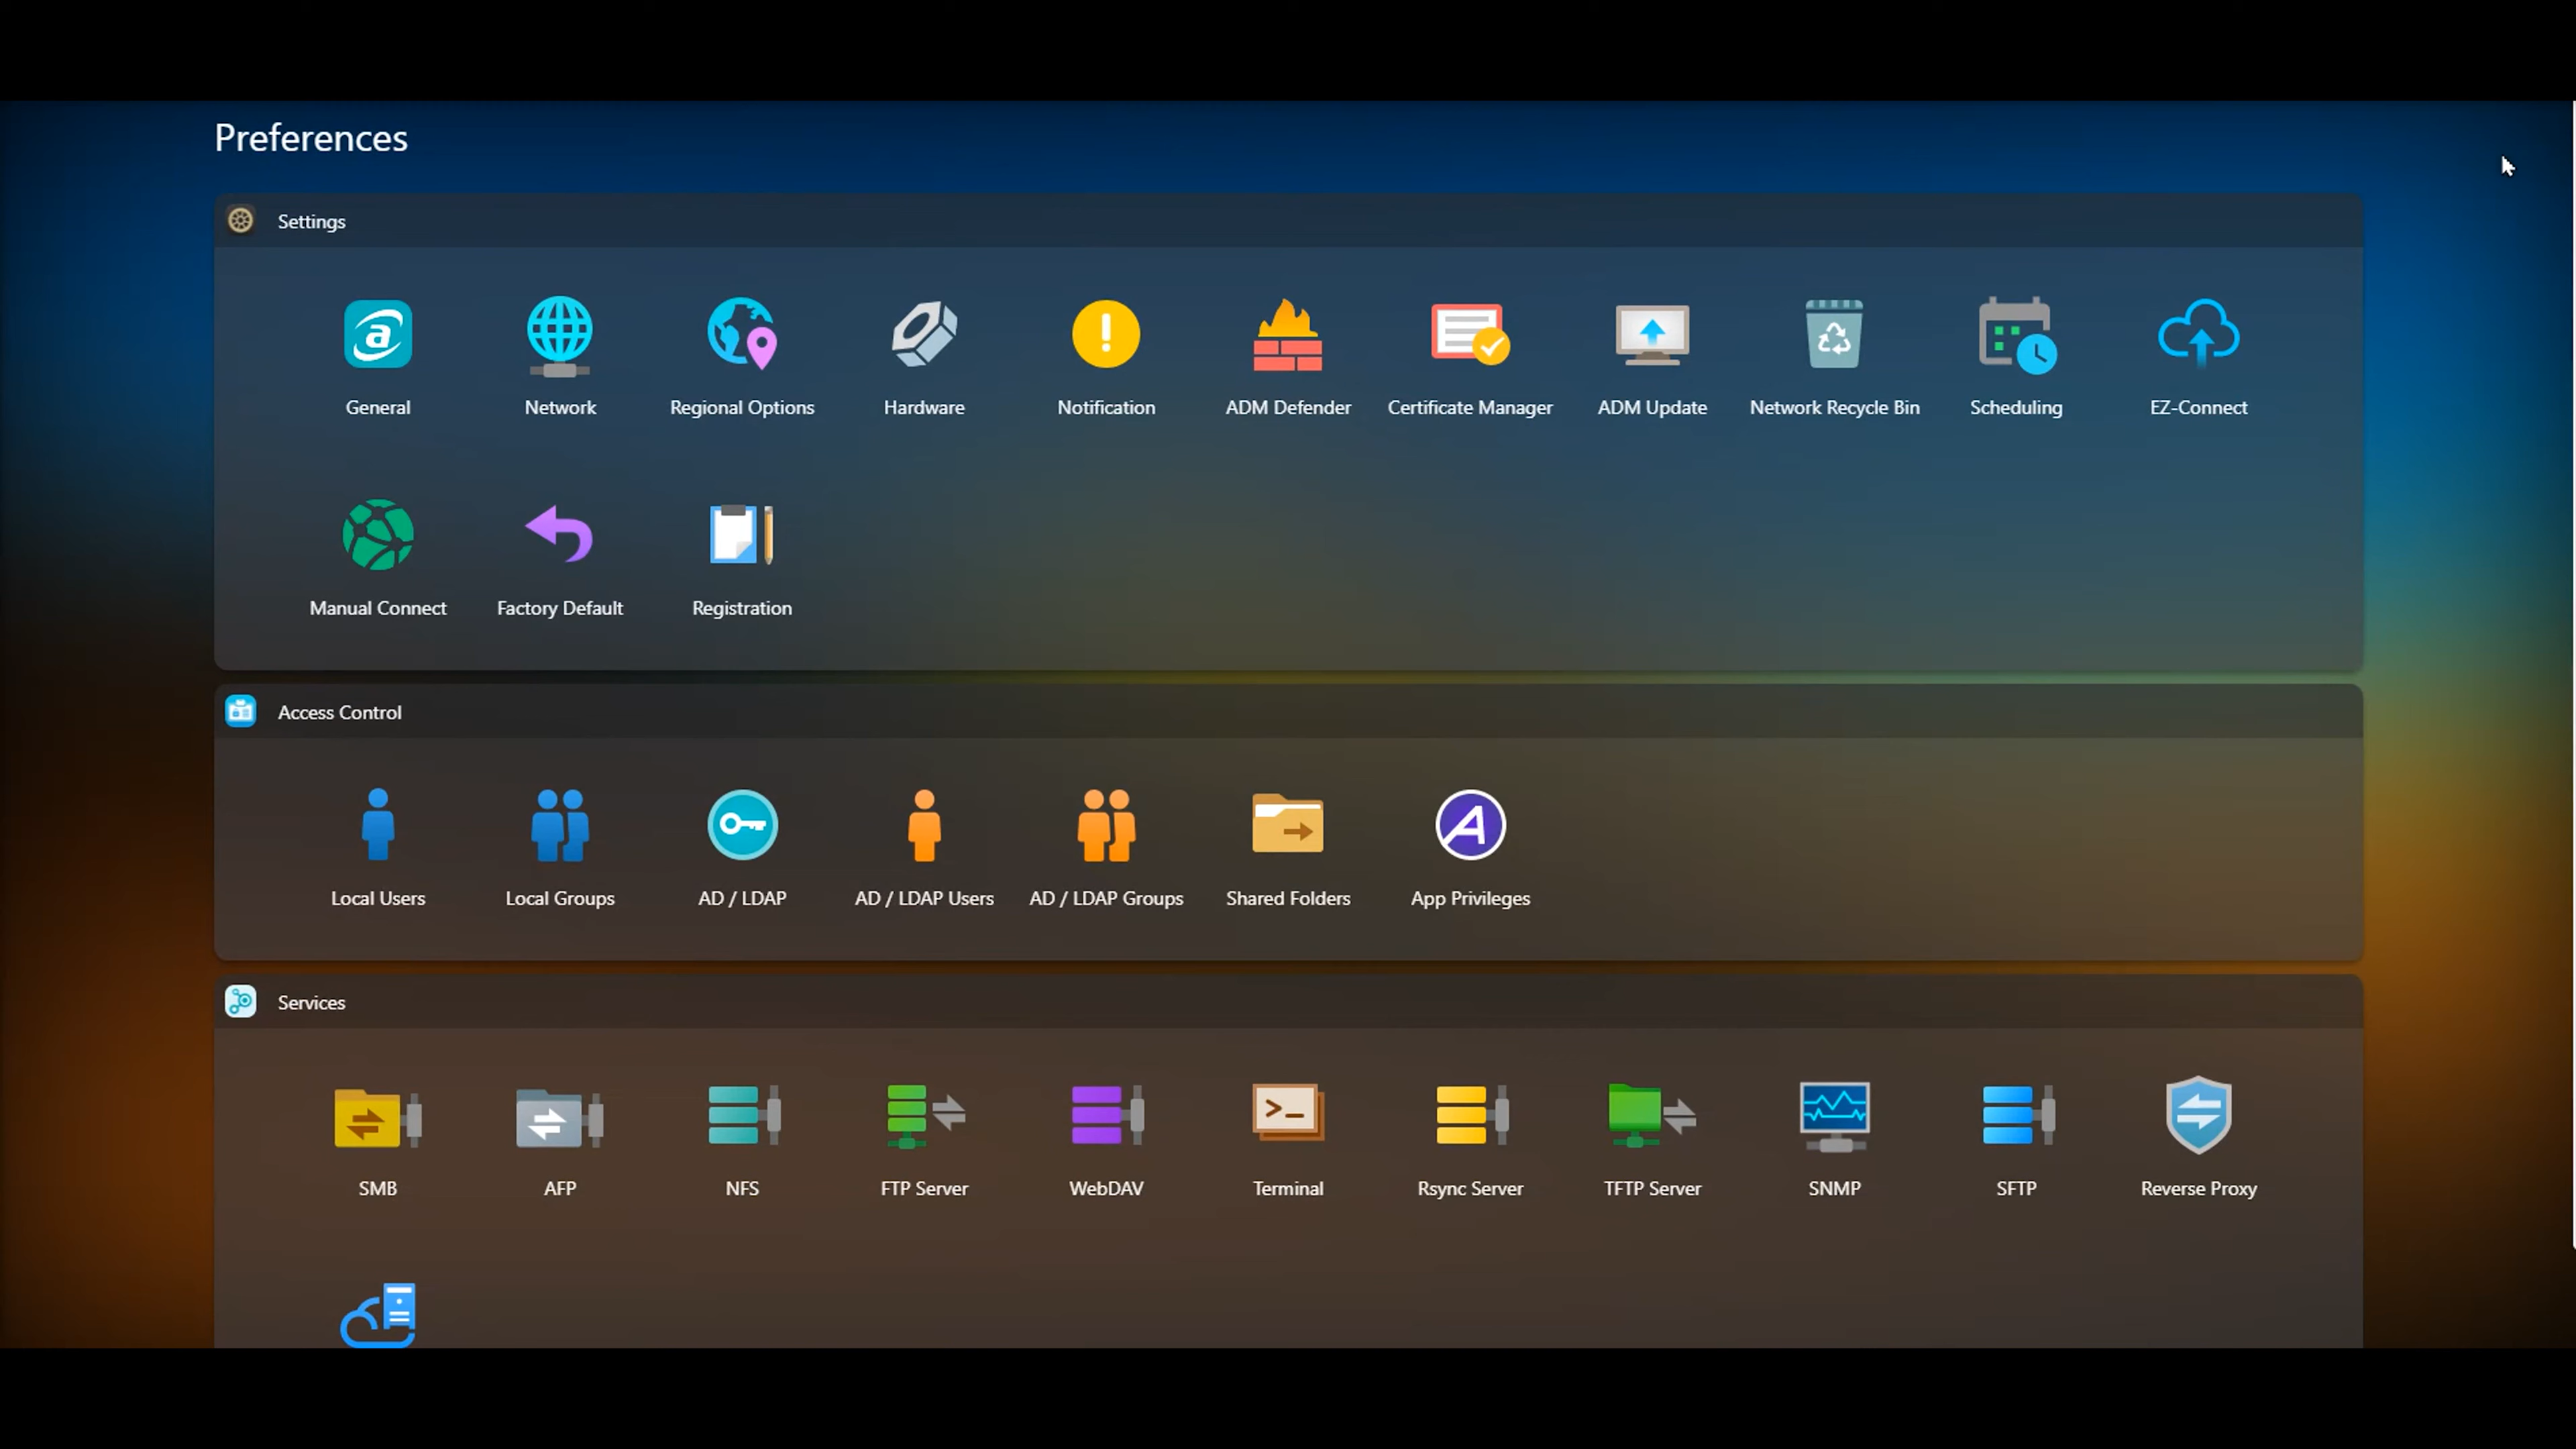 Preferences
Settings
General Network Regional Options Hardware Notification ADM Defender Certificate Manager ADM Update Network Recycle Bin Scheduling EZ-Connect
Manual Connect Factory Default Registration
Access Control
Local Users Local Groups AD / LDAP AD / LDAP Users AD / LDAP Groups Shared Folders App Privileges
Services
SMB AFP NFS FTP Server WebDAV Terminal Rsync Server TFTP Server SNMP SFTP Reverse Proxy